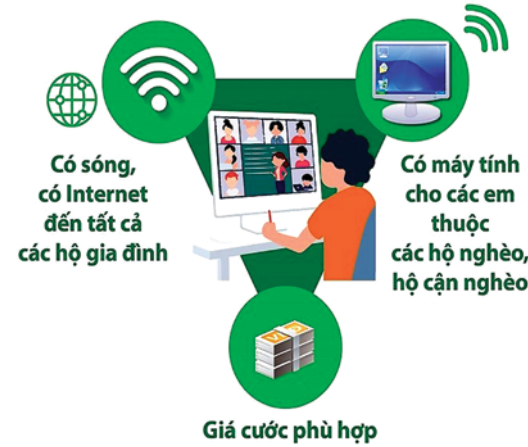 Có sóng,
có Internet
đến tất cả
các hộ gia đình
Có máy tính
cho các em
thuộc
các hộ nghèo,
hộ cận nghèo
Giá cước phù hợp